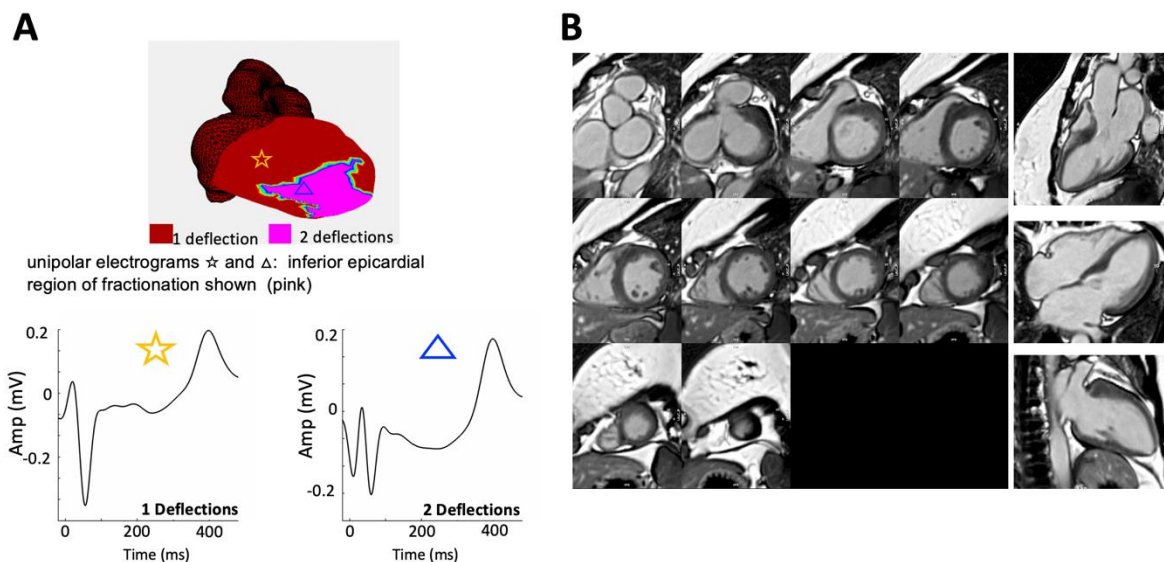 A
B
1 deflection
2 deflections
unipolar electrograms ☆ and △: inferior epicardial
region of fractionation shown (pink)
0.2
0
-0.2
Amp (mV)
0
400
1 Deflections
Time (ms)
0.2
0
-0.2
Amp (mV)
0
400
2 Deflections
Time (ms)